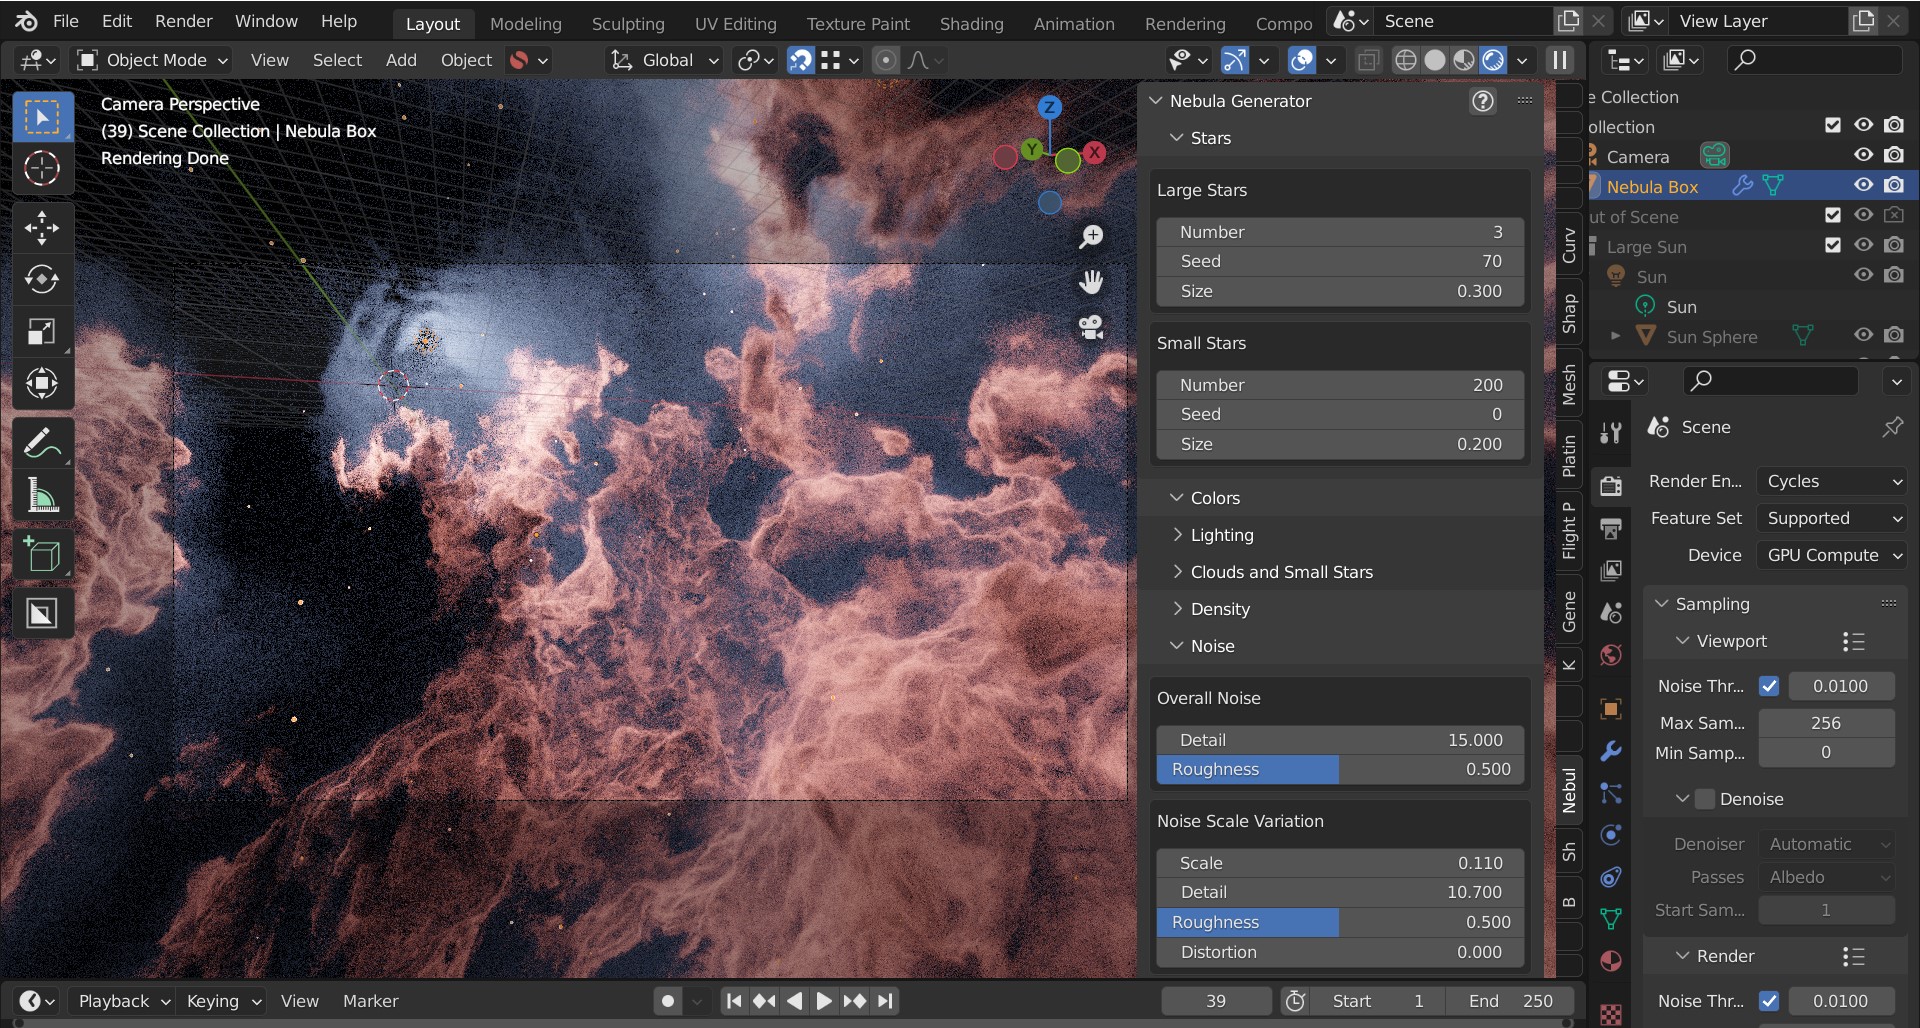 File Edit Render Window Help Layout Modeling Sculpting UV Editing Texture Paint Shading Animation Rendering Compo Scene View Layer
Object Mode View Select Add Object Global
Camera Perspective
(39) Scene Collection | Nebula Box
Rendering Done
Z
Y
X
Nebula Generator
Stars
Large Stars
Number 3
Seed 70
Size 0.300
Small Stars
Number 200
Seed 0
Size 0.200
Colors
Lighting
Clouds and Small Stars
Density
Noise
Overall Noise
Detail 15.000
Roughness 0.500
Noise Scale Variation
Scale 0.110
Detail 10.700
Roughness 0.500
Distortion 0.000
Curv
Shap
Mesh
Platin
Flight P
Gene
K
Nebul
Sh
B
e Collection
ollection
Camera
Nebula Box
ut of Scene
Large Sun
Sun
Sun
Sun Sphere
Scene
Render En... Cycles
Feature Set Supported
Device GPU Compute
Sampling
Viewport
Noise Thr... 0.0100
Max Sam... 256
Min Samp... 0
Denoise
Denoiser Automatic
Passes Albedo
Start Sam... 1
Render
Noise Thr... 0.0100
Playback Keying View Marker 39 Start 1 End 250